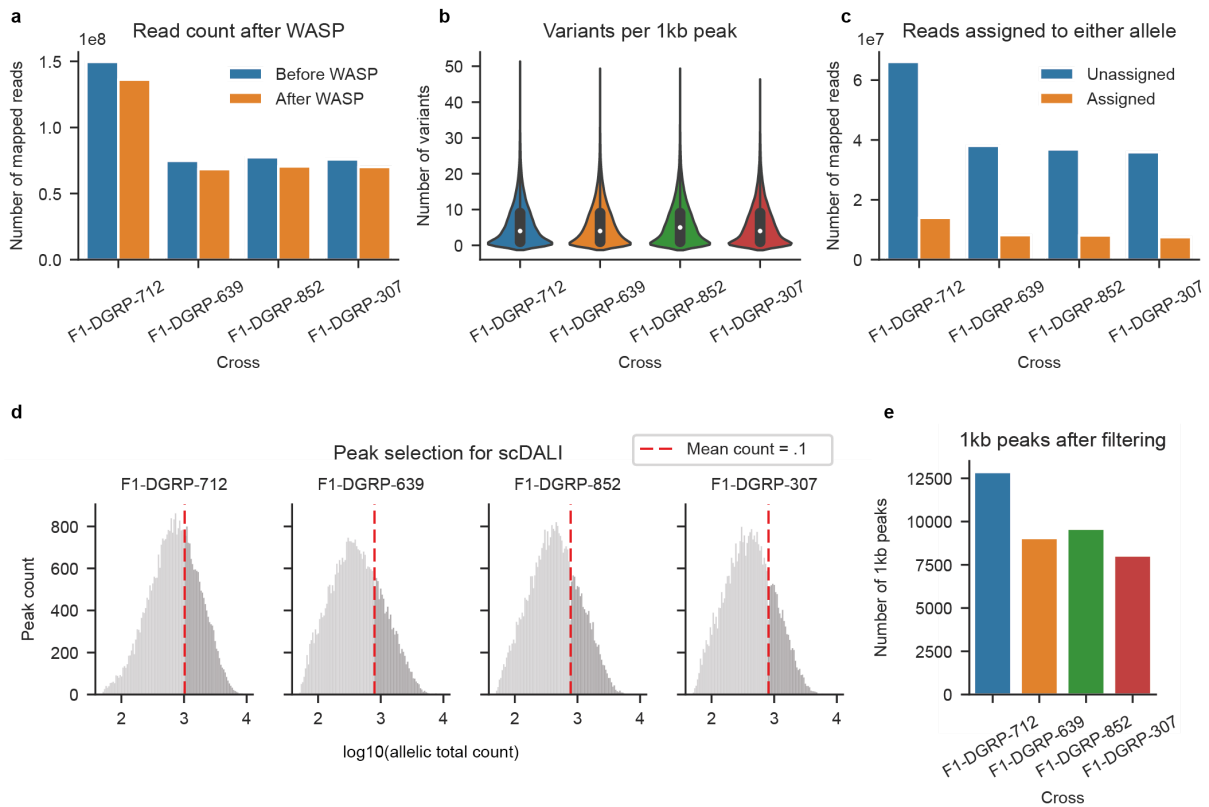 a
Read count after WASP
1e8
Number of mapped reads
1.5
1.0
0.5
0.0
Before WASP
After WASP
F1-DGRP-712
F1-DGRP-639
F1-DGRP-852
F1-DGRP-307
Cross
b
Variants per 1kb peak
Number of variants
50
40
30
20
10
0
F1-DGRP-712
F1-DGRP-639
F1-DGRP-852
F1-DGRP-307
Cross
c
Reads assigned to either allele
1e7
Number of mapped reads
6
4
2
0
Unassigned
Assigned
F1-DGRP-712
F1-DGRP-639
F1-DGRP-852
F1-DGRP-307
Cross
d
Peak selection for scDALI
Mean count = .1
F1-DGRP-712
F1-DGRP-639
F1-DGRP-852
F1-DGRP-307
Peak count
800
600
400
200
0
2 3 4
2 3 4
2 3 4
2 3 4
log10(allelic total count)
e
1kb peaks after filtering
Number of 1kb peaks
12500
10000
7500
5000
2500
0
F1-DGRP-712
F1-DGRP-639
F1-DGRP-852
F1-DGRP-307
Cross